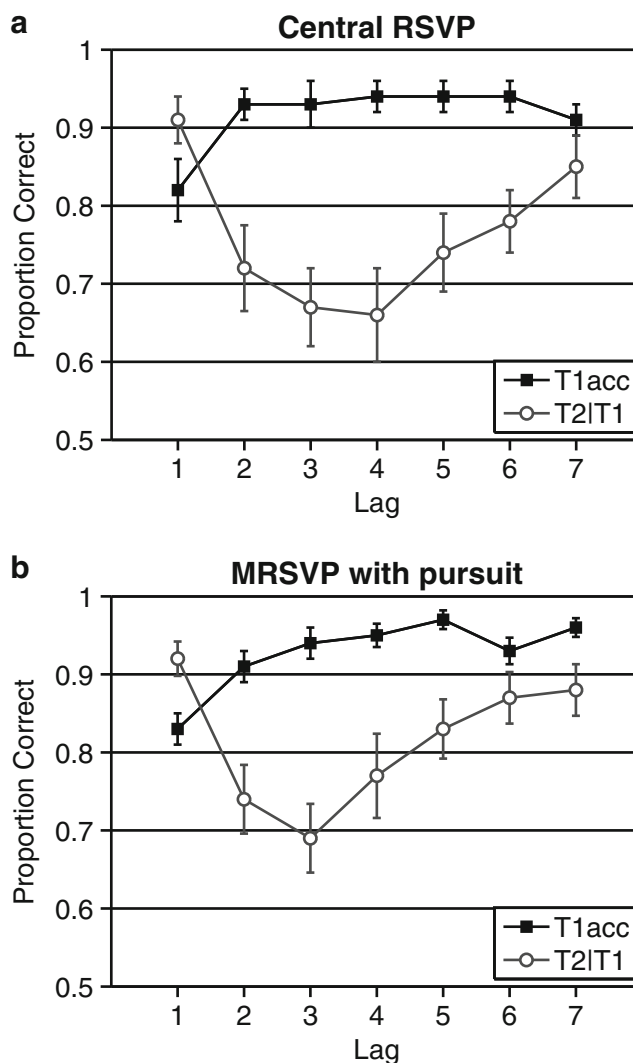 a
Central RSVP
Proportion Correct
1
0.9
0.8
0.7
0.6
0.5
T1acc
T2|T1
1 2 3 4 5 6 7
Lag
b
MRSVP with pursuit
Proportion Correct
1
0.9
0.8
0.7
0.6
0.5
T1acc
T2|T1
1 2 3 4 5 6 7
Lag